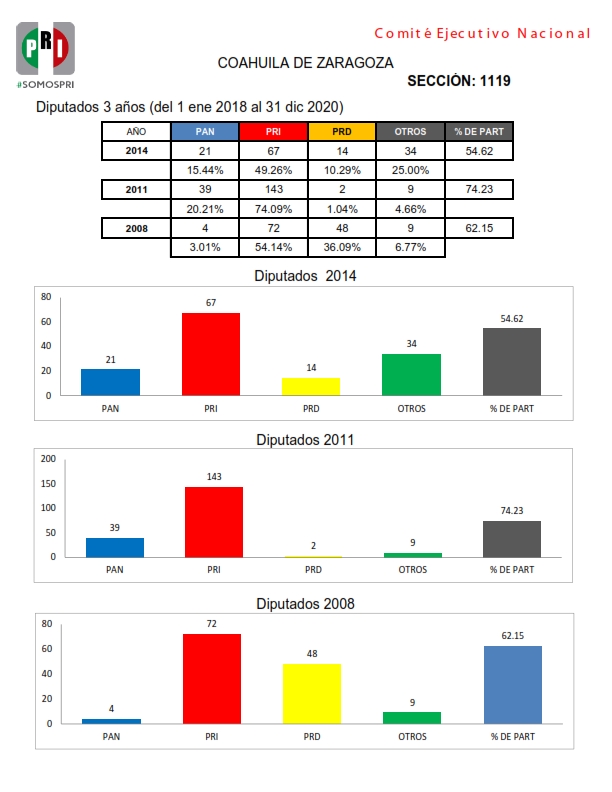 Comité Ejecutivo Nacional
PRI
#SOMOSPRI
COAHUILA DE ZARAGOZA
SECCIÓN: 1119
Diputados 3 años (del 1 ene 2018 al 31 dic 2020)
AÑO PAN PRI PRD OTROS % DE PART
2014 21 67 14 34 54.62
15.44% 49.26% 10.29% 25.00%
2011 39 143 2 9 74.23
20.21% 74.09% 1.04% 4.66%
2008 4 72 48 9 62.15
3.01% 54.14% 36.09% 6.77%
Diputados 2014
80
60
40
20
0
21 67 14 34 54.62
PAN PRI PRD OTROS % DE PART
Diputados 2011
200
150
100
50
0
39 143 2 9 74.23
PAN PRI PRD OTROS % DE PART
Diputados 2008
80
60
40
20
0
4 72 48 9 62.15
PAN PRI PRD OTROS % DE PART